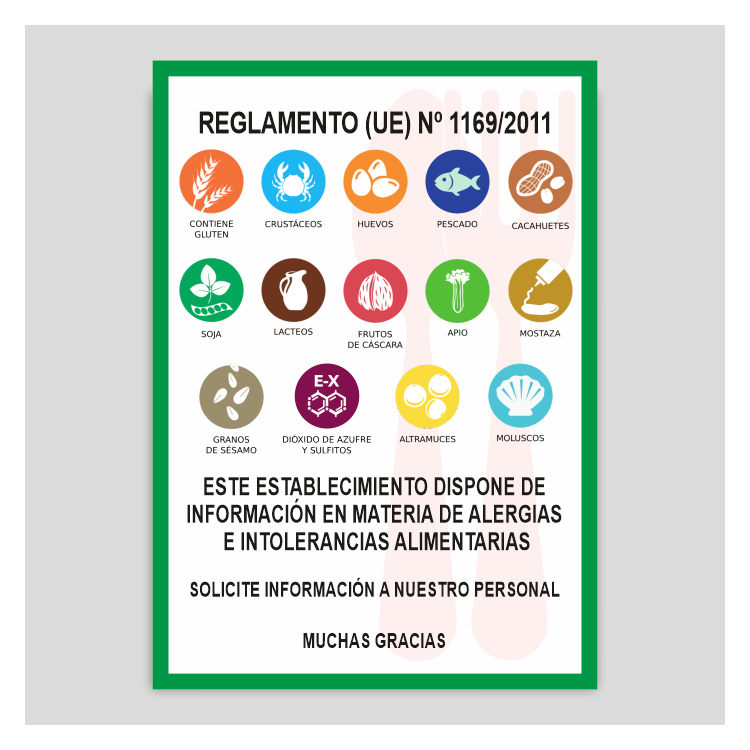 REGLAMENTO (UE) Nº 1169/2011
CONTIENE
GLUTEN
CRUSTÁCEOS
HUEVOS
PESCADO
CACAHUETES
SOJA
LACTEOS
FRUTOS
DE CÁSCARA
APIO
MOSTAZA
GRANOS
DE SÉSAMO
E-X
DIÓXIDO DE AZUFRE
Y SULFITOS
ALTRAMUCES
MOLUSCOS
ESTE ESTABLECIMIENTO DISPONE DE
INFORMACIÓN EN MATERIA DE ALERGIAS
E INTOLERANCIAS ALIMENTARIAS
SOLICITE INFORMACIÓN A NUESTRO PERSONAL
MUCHAS GRACIAS